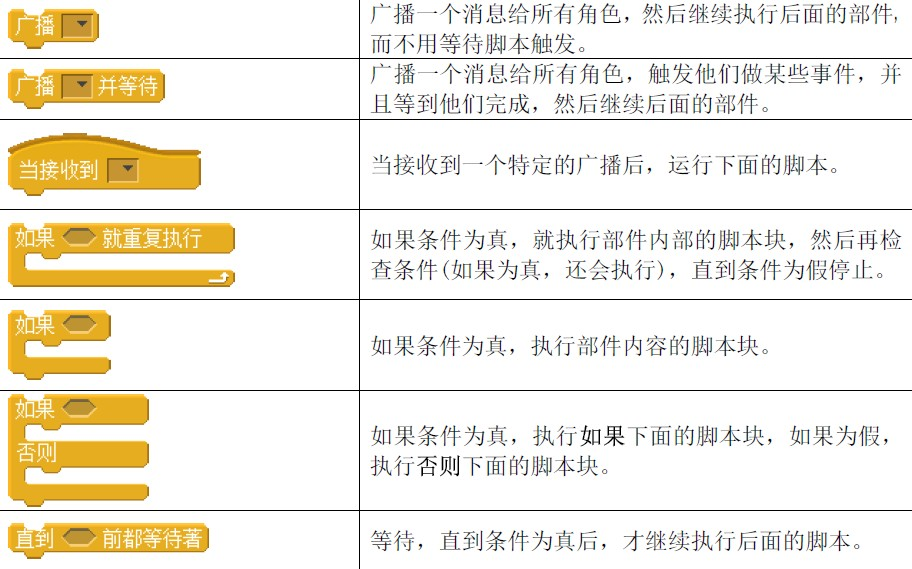 广播
广播一个消息给所有角色，然后继续执行后面的部件，
而不用等待脚本触发。
广播 并等待
广播一个消息给所有角色，触发他们做某些事件，并
且等到他们完成，然后继续后面的部件。
当接收到
当接收到一个特定的广播后，运行下面的脚本。
如果 就重复执行
如果条件为真，就执行部件内部的脚本块，然后再检
查条件(如果为真，还会执行)，直到条件为假停止。
如果
如果条件为真，执行部件内容的脚本块。
如果
否则
如果条件为真，执行如果下面的脚本块，如果为假，
执行否则下面的脚本块。
直到 前都等待著
等待，直到条件为真后，才继续执行后面的脚本。